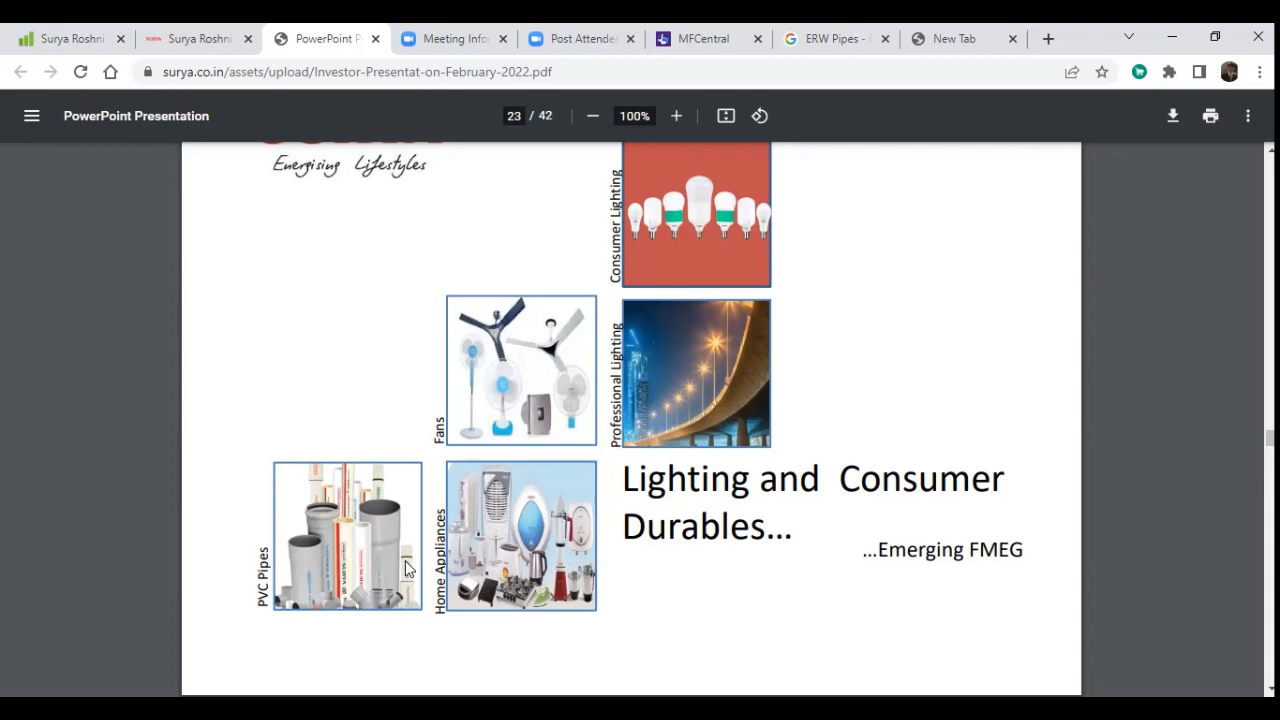 Surya Roshni
Surya Roshni
PowerPoint P
Meeting Info
Post Attende
MFCentral
ERW Pipes - G
New Tab
surya.co.in/assets/upload/Investor-Presentat-on-February-2022.pdf
PowerPoint Presentation
23 / 42
100%
Energising Lifestyles
Consumer Lighting
Fans
Professional Lighting
PVC Pipes
Home Appliances
Lighting and Consumer
Durables...
...Emerging FMEG